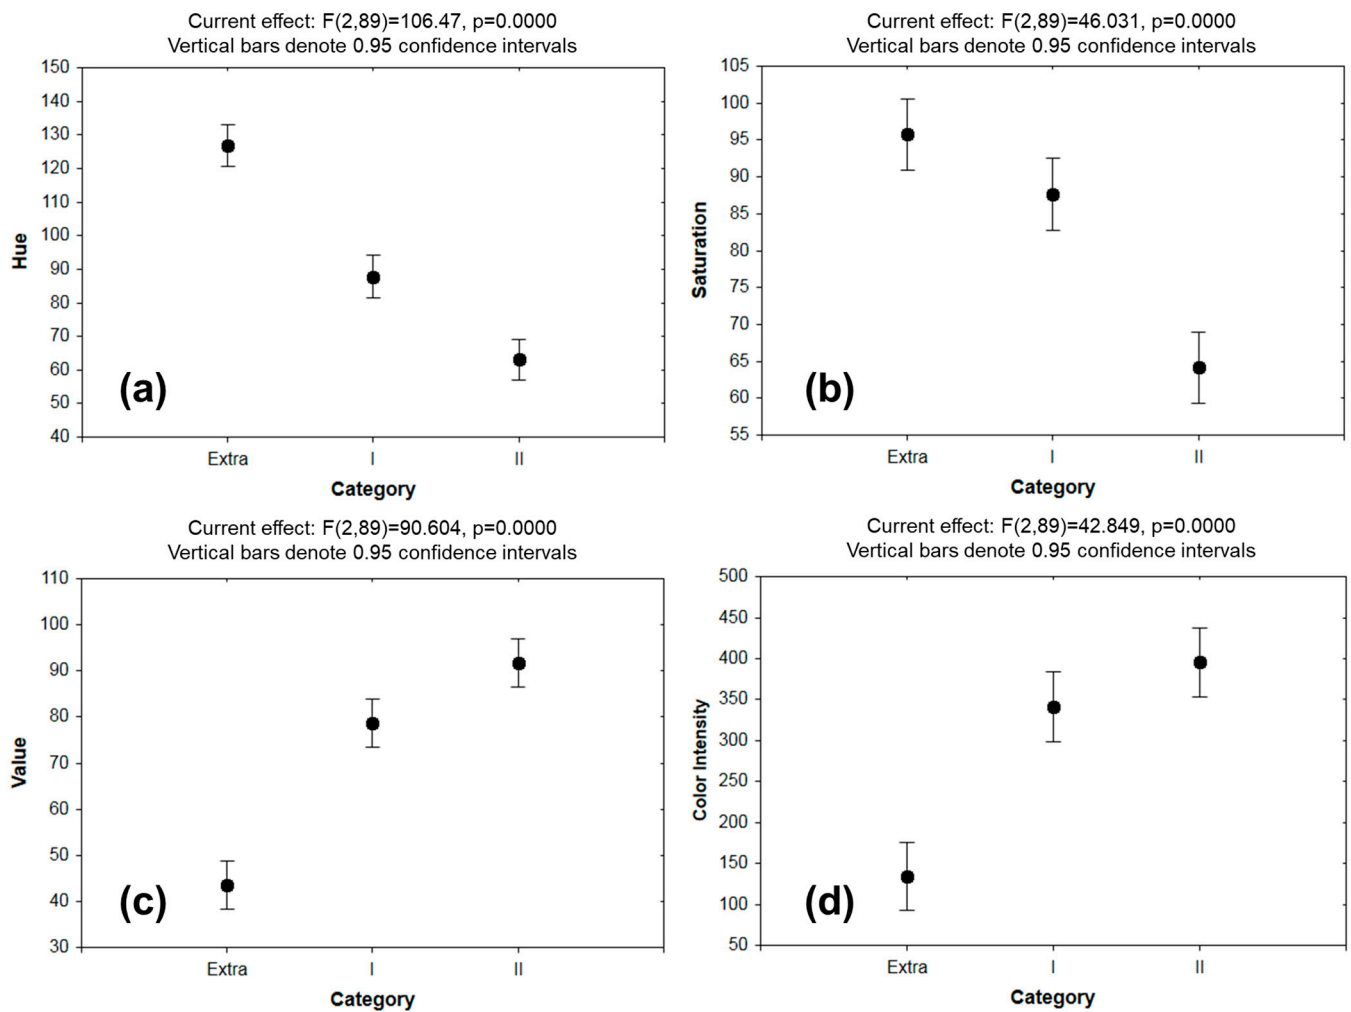 Current effect: F(2,89)=106.47, p=0.0000
Vertical bars denote 0.95 confidence intervals
150
140
130
120
110
100
90
80
70
60
50
40
Hue
(a)
Extra I II
Category
Current effect: F(2,89)=46.031, p=0.0000
Vertical bars denote 0.95 confidence intervals
105
100
95
90
85
80
75
70
65
60
55
Saturation
(b)
Extra I II
Category
Current effect: F(2,89)=90.604, p=0.0000
Vertical bars denote 0.95 confidence intervals
110
100
90
80
70
60
50
40
30
Value
(c)
Extra I II
Category
Current effect: F(2,89)=42.849, p=0.0000
Vertical bars denote 0.95 confidence intervals
500
450
400
350
300
250
200
150
100
50
Color Intensity
(d)
Extra I II
Category